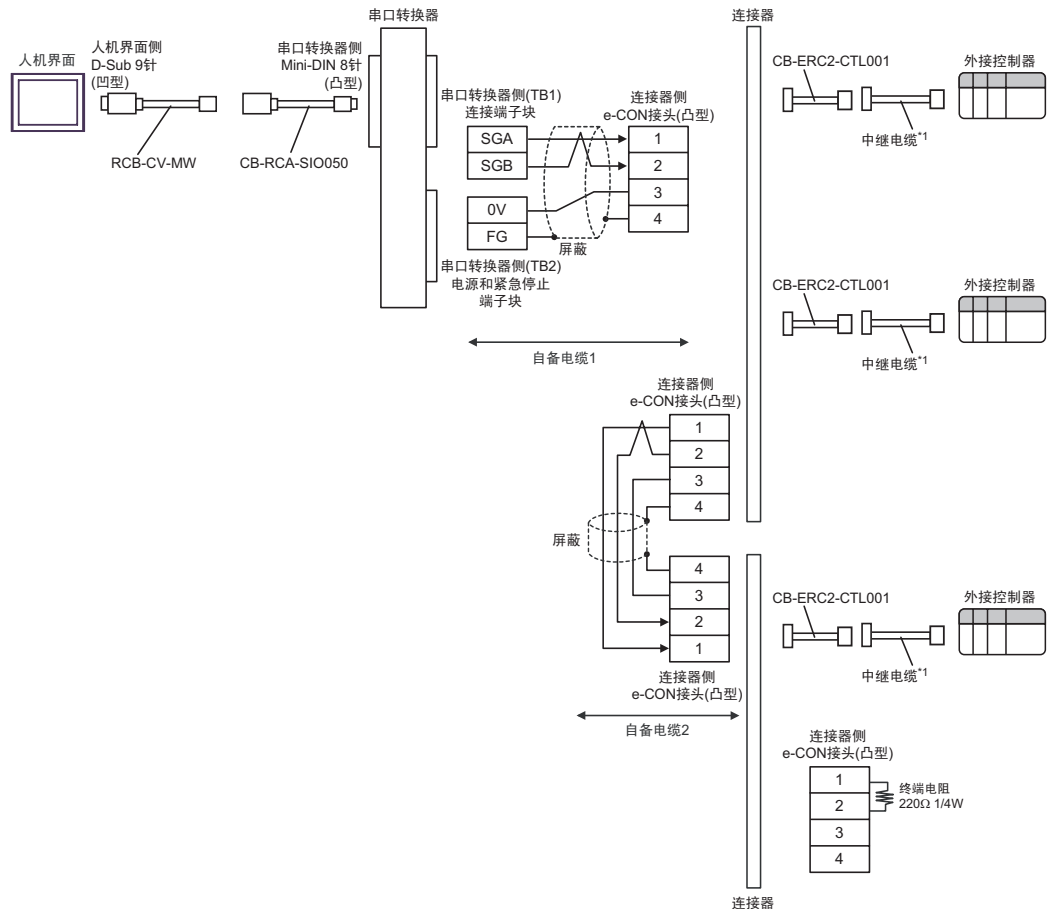 串口转换器
连接器
人机界面
人机界面侧
D-Sub 9针
(凹型)
串口转换器侧
Mini-DIN 8针
(凸型)
RCB-CV-MW
CB-RCA-SIO050
串口转换器侧(TB1)
连接端子块
SGA
SGB
0V
FG
串口转换器侧(TB2)
电源和紧急停止
端子块
连接器侧
e-CON接头(凸型)
1
2
3
4
屏蔽
自备电缆1
CB-ERC2-CTL001
中继电缆*1
外接控制器
CB-ERC2-CTL001
中继电缆*1
外接控制器
连接器侧
e-CON接头(凸型)
1
2
3
4
屏蔽
4
3
2
1
连接器侧
e-CON接头(凸型)
自备电缆2
CB-ERC2-CTL001
中继电缆*1
外接控制器
连接器侧
e-CON接头(凸型)
1
2
3
4
终端电阻
220Ω 1/4W
连接器